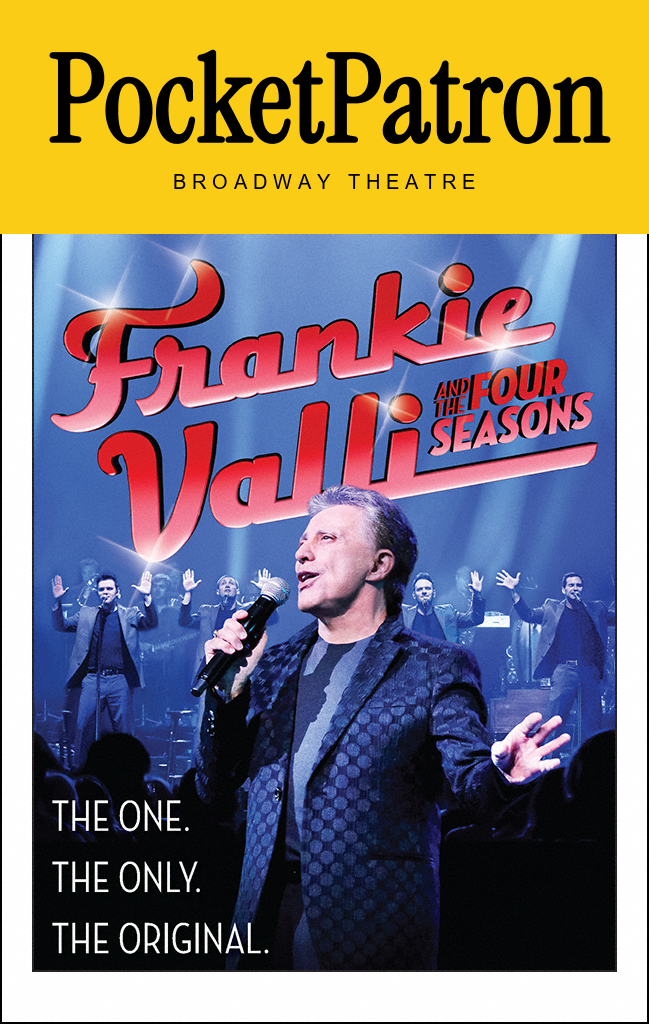 PocketPatron
BROADWAY THEATRE
Frankie
Valli
AND THE FOUR
SEASONS
THE ONE.
THE ONLY.
THE ORIGINAL.